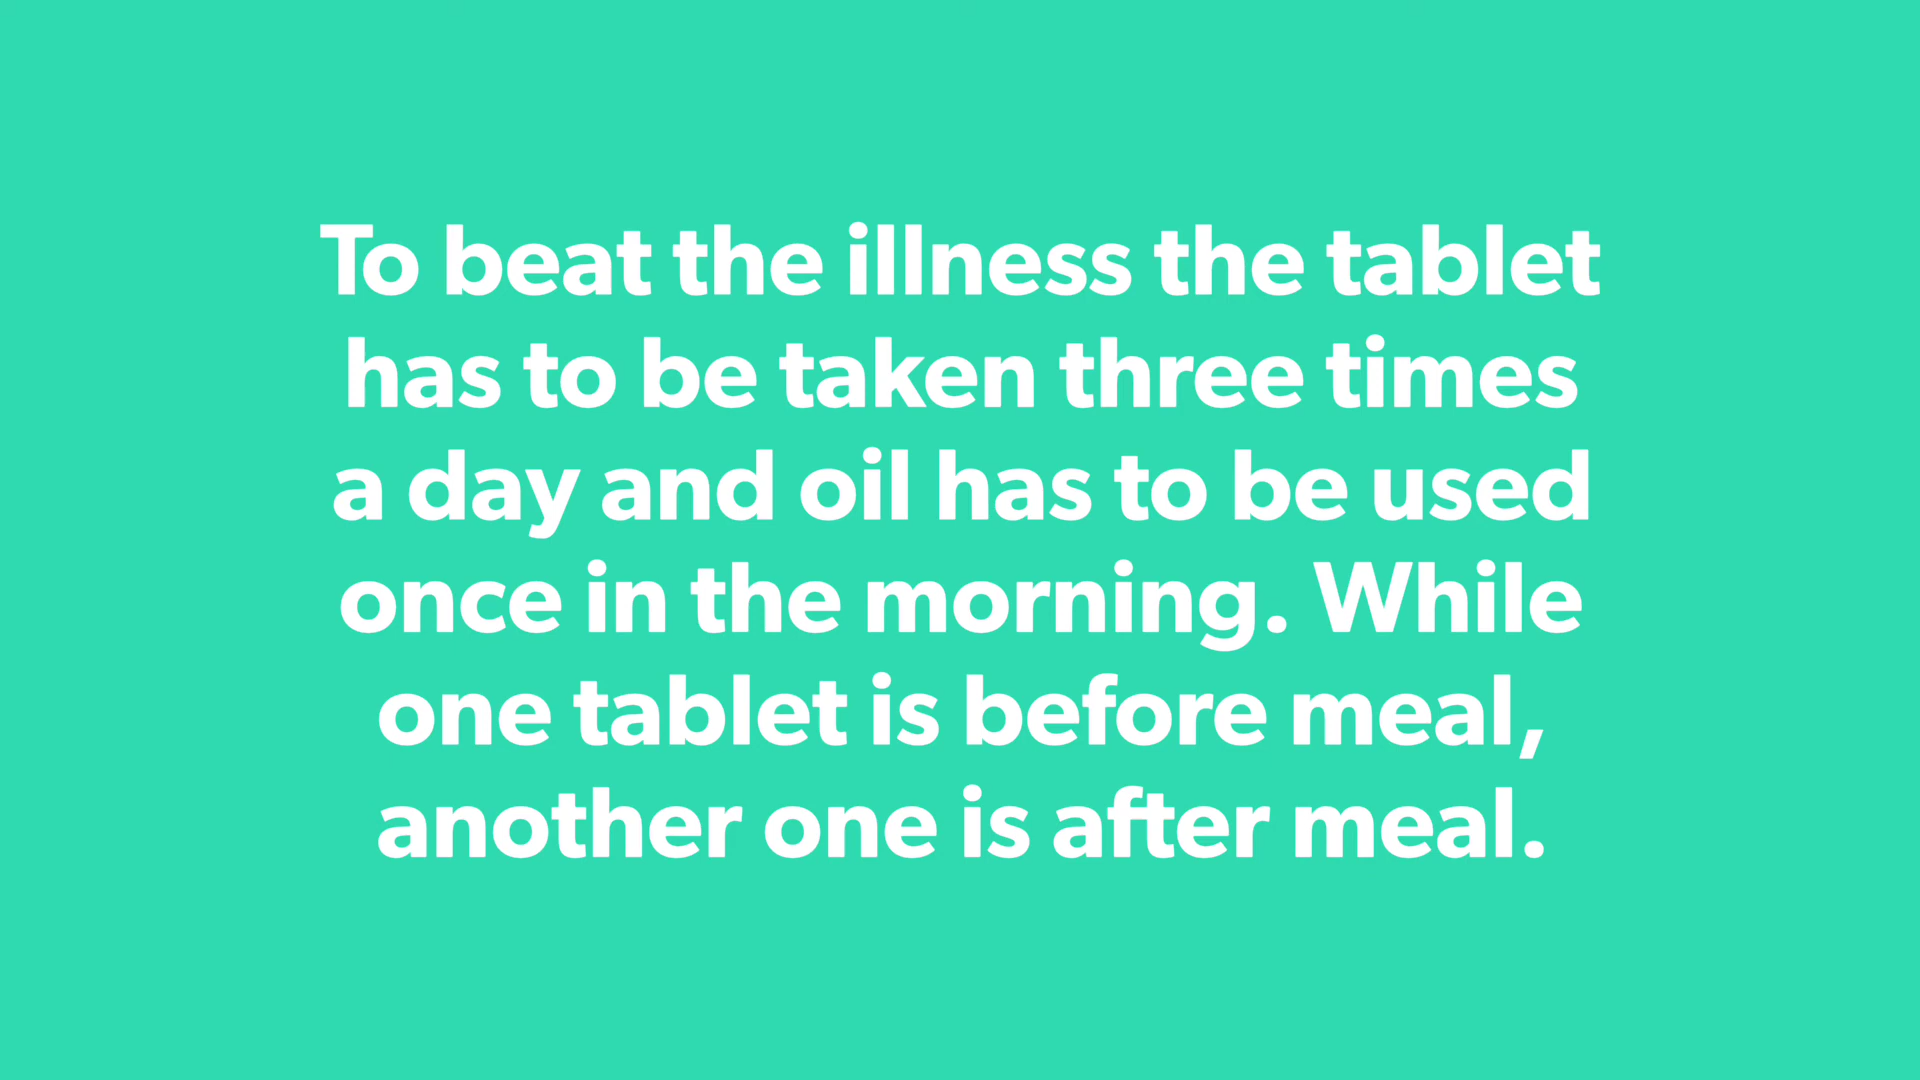 To beat the illness the tablet
has to be taken three times
a day and oil has to be used
once in the morning. While
one tablet is before meal,
another one is after meal.